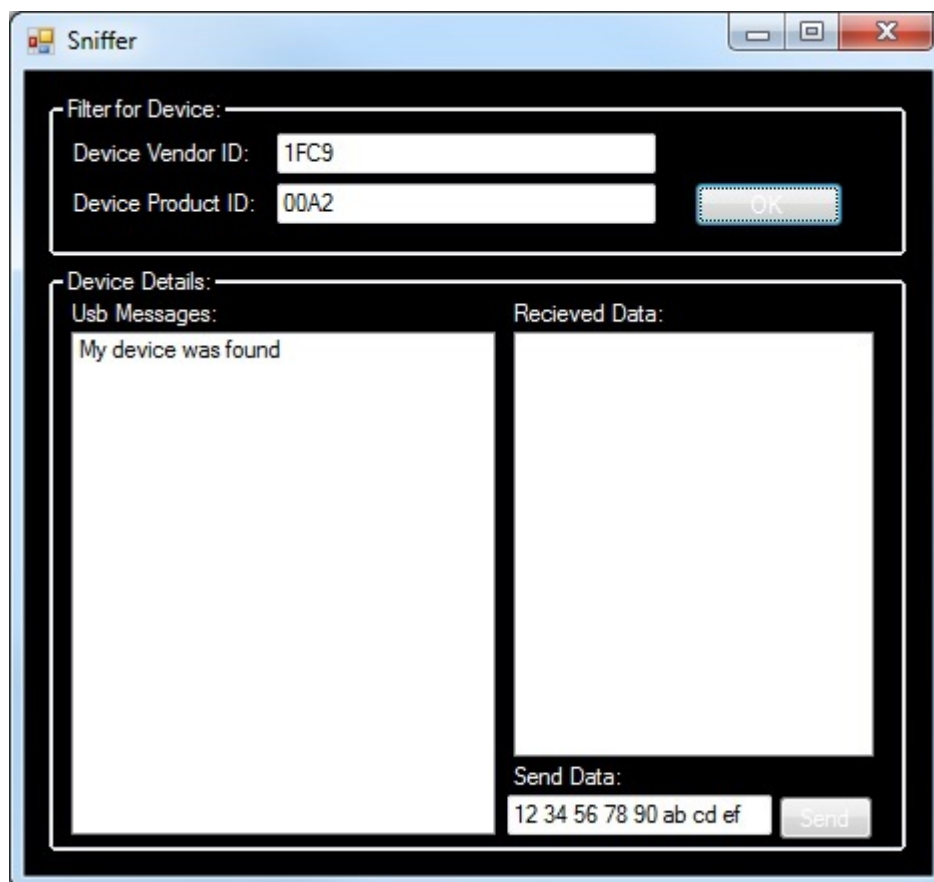 Sniffer
Filter for Device:
Device Vendor ID: 1FC9
Device Product ID: 00A2 OK
Device Details:
Usb Messages: Recieved Data:
My device was found
Send Data:
12 34 56 78 90 ab cd ef Send